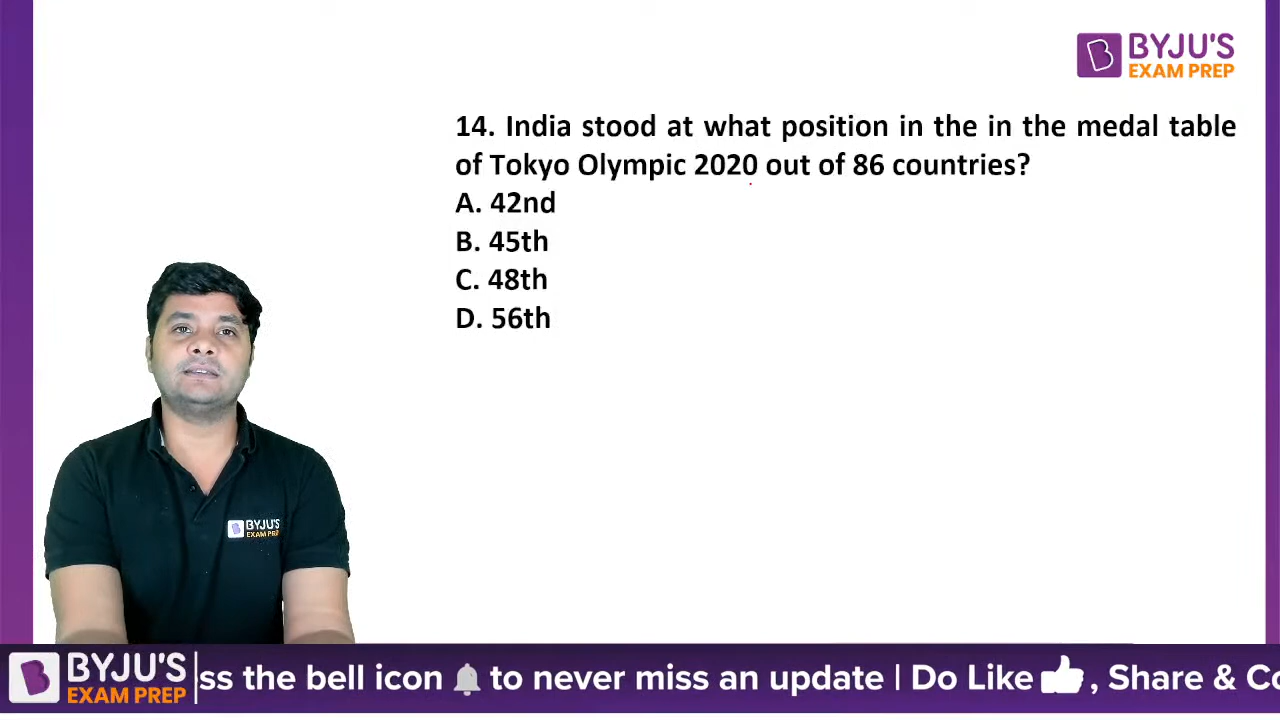 BYJU'S
EXAM PREP
14. India stood at what position in the in the medal table
of Tokyo Olympic 2020 out of 86 countries?
A. 42nd
B. 45th
C. 48th
D. 56th
BYJU'S
EXAM PREP
BYJU'S
EXAM PREP
ss the bell icon to never miss an update | Do Like , Share & Co